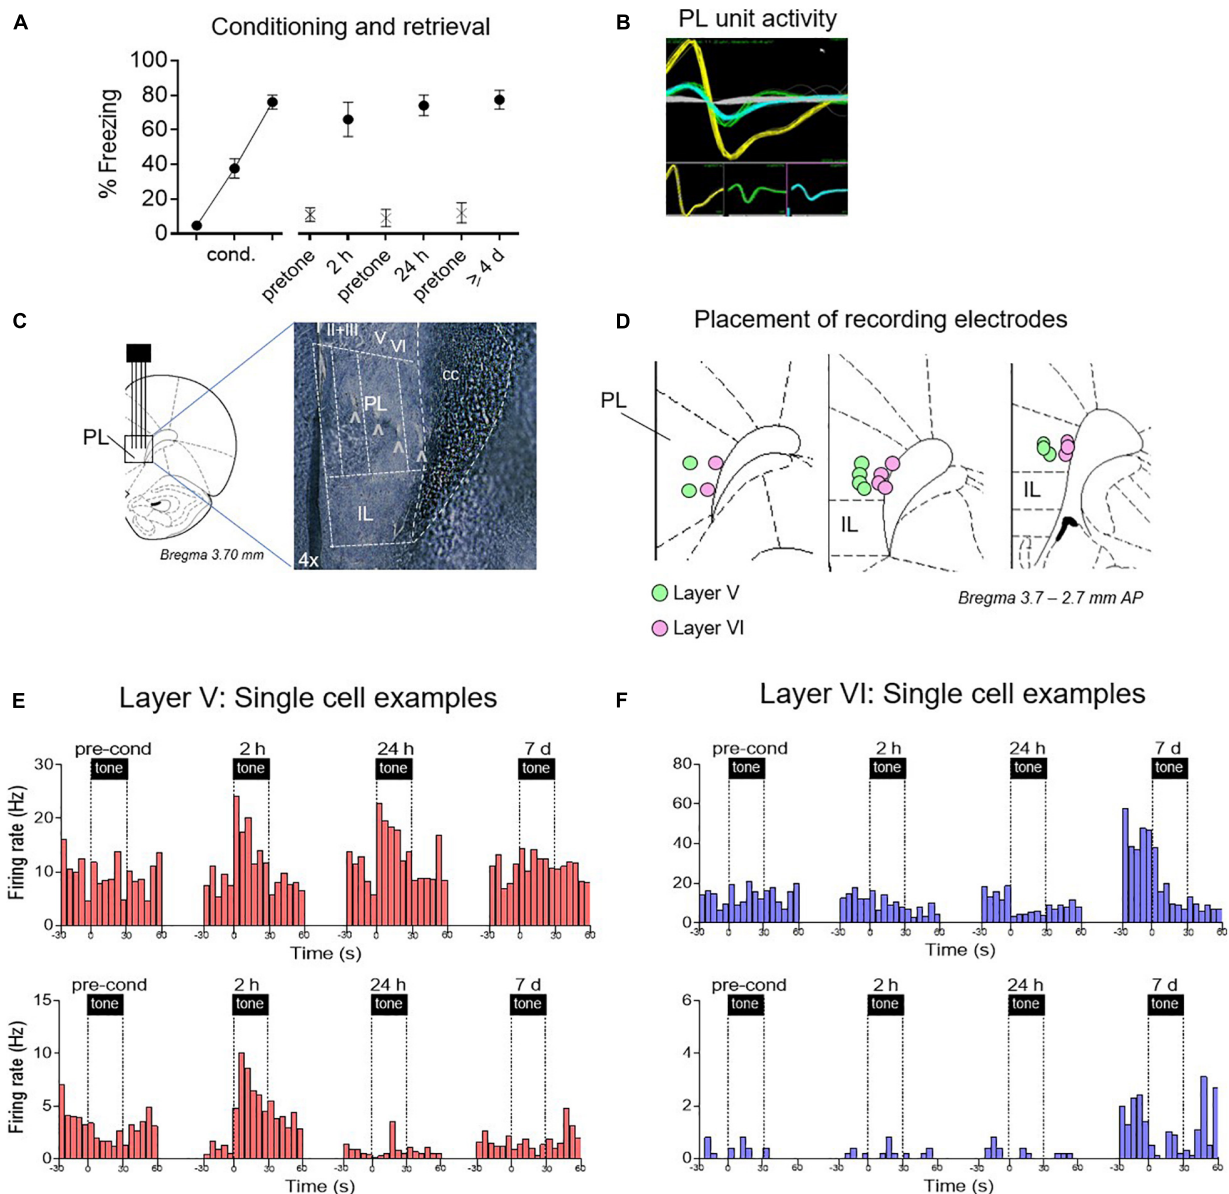 A
Conditioning and retrieval
% Freezing
100
80
60
40
20
0
cond.
pretone
2 h
pretone
24 h
pretone
≥ 4 d
B
PL unit activity
C
PL
Bregma 3.70 mm
II+III
V
VI
cc
PL
IL
4x
D
Placement of recording electrodes
PL
IL
IL
Layer V
Layer VI
Bregma 3.7 – 2.7 mm AP
E
Layer V: Single cell examples
pre-cond 2 h 24 h 7 d
tone tone tone tone
Firing rate (Hz)
30
20
10
0
-30 0 30 60 -30 0 30 60 -30 0 30 60 -30 0 30 60
Time (s)
pre-cond 2 h 24 h 7 d
tone tone tone tone
Firing rate (Hz)
15
10
5
0
-30 0 30 60 -30 0 30 60 -30 0 30 60 -30 0 30 60
Time (s)
F
Layer VI: Single cell examples
pre-cond 2 h 24 h 7 d
tone tone tone tone
80
60
40
20
0
-30 0 30 60 -30 0 30 60 -30 0 30 60 -30 0 30 60
Time (s)
pre-cond 2 h 24 h 7 d
tone tone tone tone
6
4
2
0
-30 0 30 60 -30 0 30 60 -30 0 30 60 -30 0 30 60
Time (s)